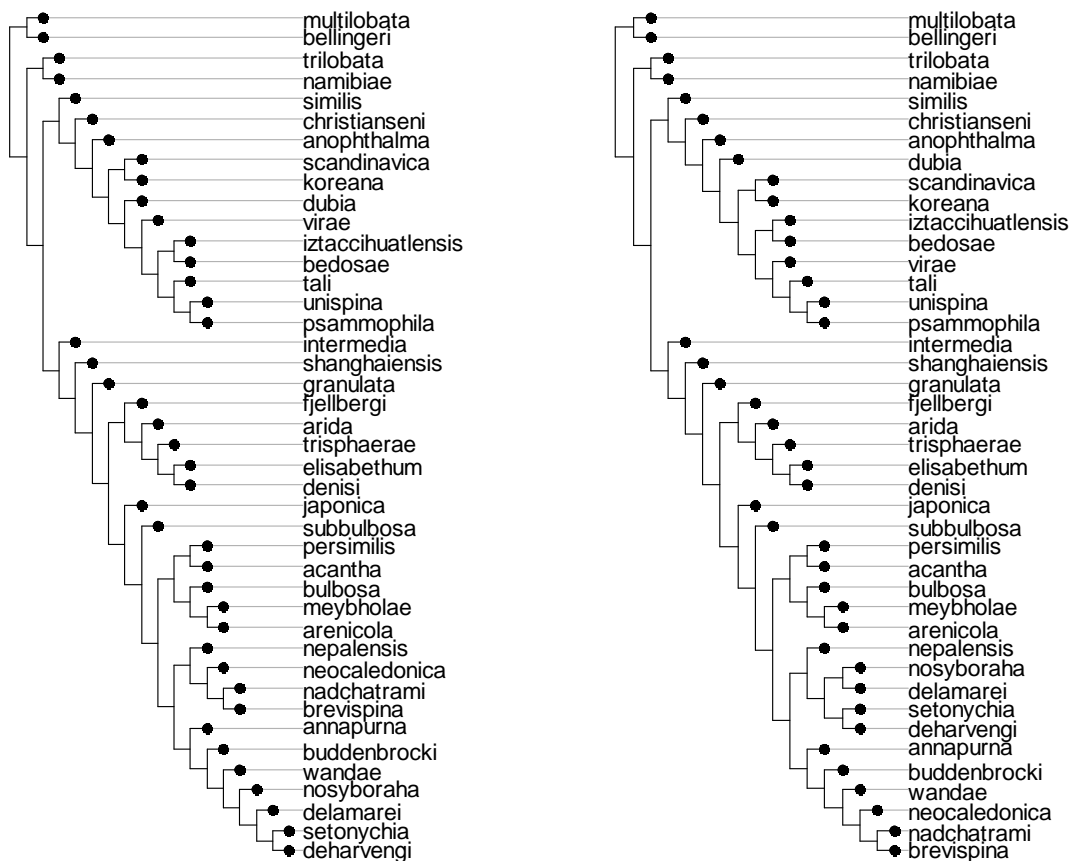 multilobata
bellingeri
trilobata
namibiae
similis
christianseni
anophthalma
scandinavica
koreana
dubia
virae
iztaccihuatlensis
bedosae
tali
unispina
psammophila
intermedia
shanghaiensis
granulata
fjellbergi
arida
trisphaerae
elisabethum
denisi
japonica
subbulbosa
persimilis
acantha
bulbosa
meybholae
arenicola
nepalensis
neocaledonica
nadchatrami
brevispina
annapurna
buddenbrocki
wandae
nosyboraha
delamarei
setonychia
deharvengi
multilobata
bellingeri
trilobata
namibiae
similis
christianseni
anophthalma
dubia
scandinavica
koreana
iztaccihuatlensis
bedosae
virae
tali
unispina
psammophila
intermedia
shanghaiensis
granulata
fjellbergi
arida
trisphaerae
elisabethum
denisi
japonica
subbulbosa
persimilis
acantha
bulbosa
meybholae
arenicola
nepalensis
nosyboraha
delamarei
setonychia
deharvengi
annapurna
buddenbrocki
wandae
neocaledonica
nadchatrami
brevispina